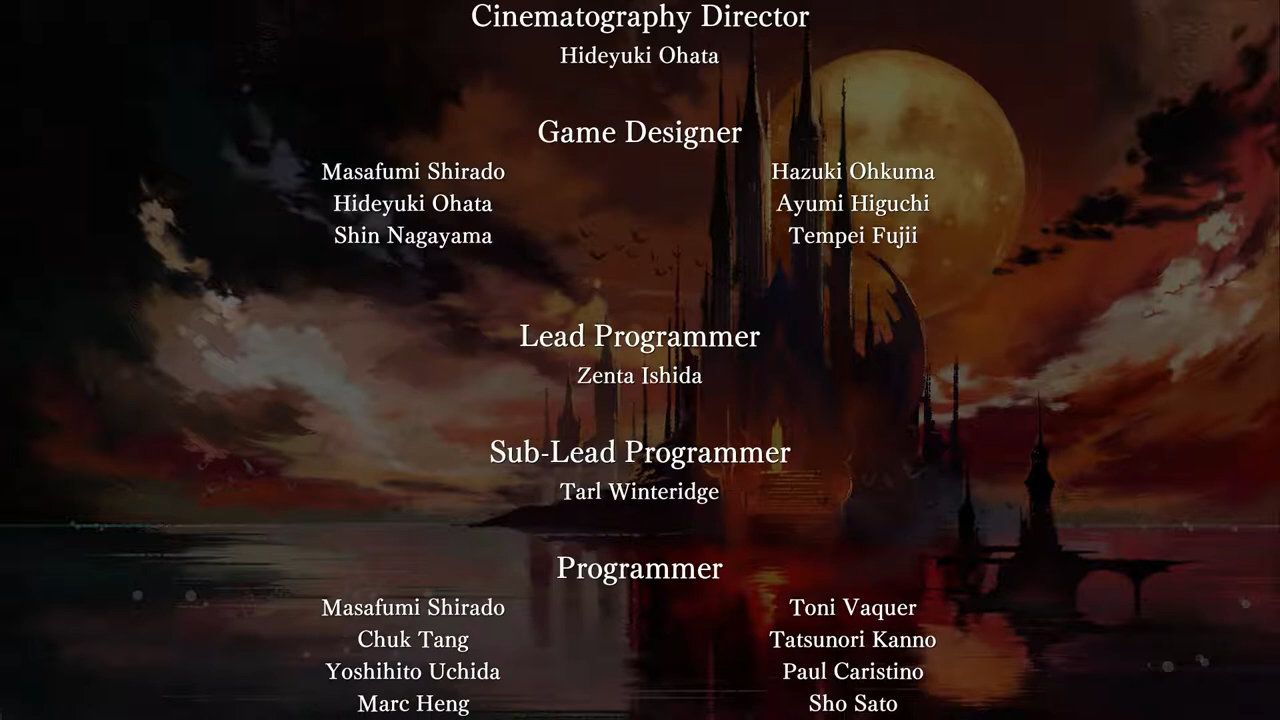 Cinematography Director
Hideyuki Ohata
Game Designer
Masafumi Shirado Hazuki Ohkuma
Hideyuki Ohata Ayumi Higuchi
Shin Nagayama Tempei Fujii
Lead Programmer
Zenta Ishida
Sub-Lead Programmer
Tarl Winteridge
Programmer
Masafumi Shirado Toni Vaquer
Chuk Tang Tatsunori Kanno
Yoshihito Uchida Paul Caristino
Marc Heng Sho Sato